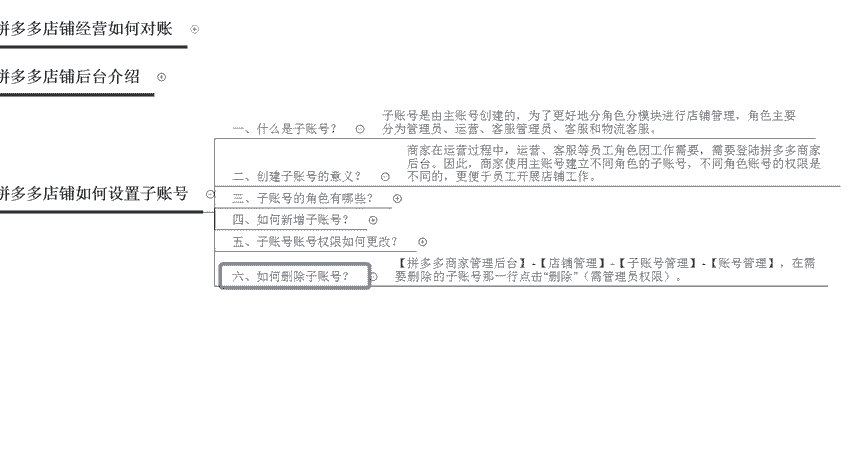 拼多多店铺经营如何对账
拼多多店铺后台介绍
拼多多店铺如何设置子账号
一、什么是子账号？
子账号是由主账号创建的，为了更好地分角色分模块进行店铺管理，角色主要
分为管理员、运营、客服管理员、客服和物流客服。
二、创建子账号的意义？
商家在运营过程中，运营、客服等员工角色因工作需要，需要登陆拼多多商家
后台。因此，商家使用主账号建立不同角色的子账号，不同角色账号的权限是
不同的，更便于员工开展店铺工作。
三、子账号的角色有哪些？
四、如何新增子账号？
五、子账号账号权限如何更改？
六、如何删除子账号？
【拼多多商家管理后台】-【店铺管理】-【子账号管理】-【账号管理】，在需
要删除的子账号那一行点击“删除”（需管理员权限）。